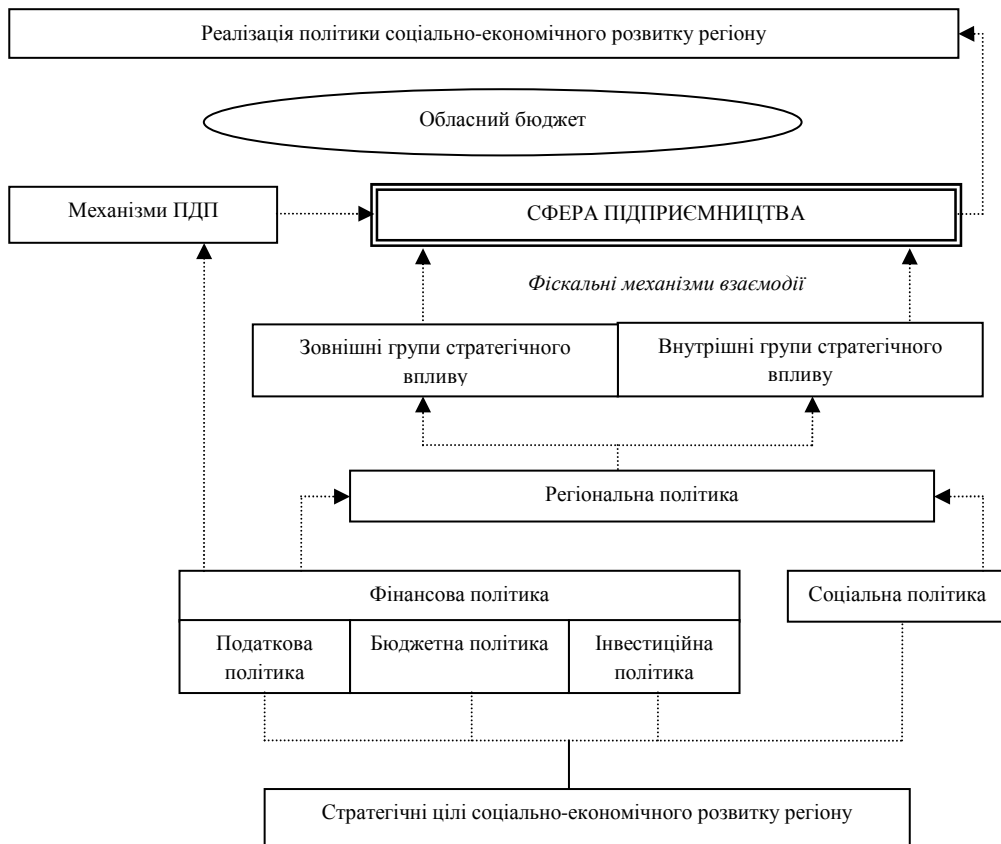 Реалізація політики соціально-економічного розвитку регіону
Обласний бюджет
Механізми ПДП
СФЕРА ПІДПРИЄМНИЦТВА
Фіскальні механізми взаємодії
Зовнішні групи стратегічного
впливу
Внутрішні групи стратегічного
впливу
Регіональна політика
Фінансова політика
Соціальна політика
Податкова
політика
Бюджетна політика
Інвестиційна
політика
Стратегічні цілі соціально-економічного розвитку регіону